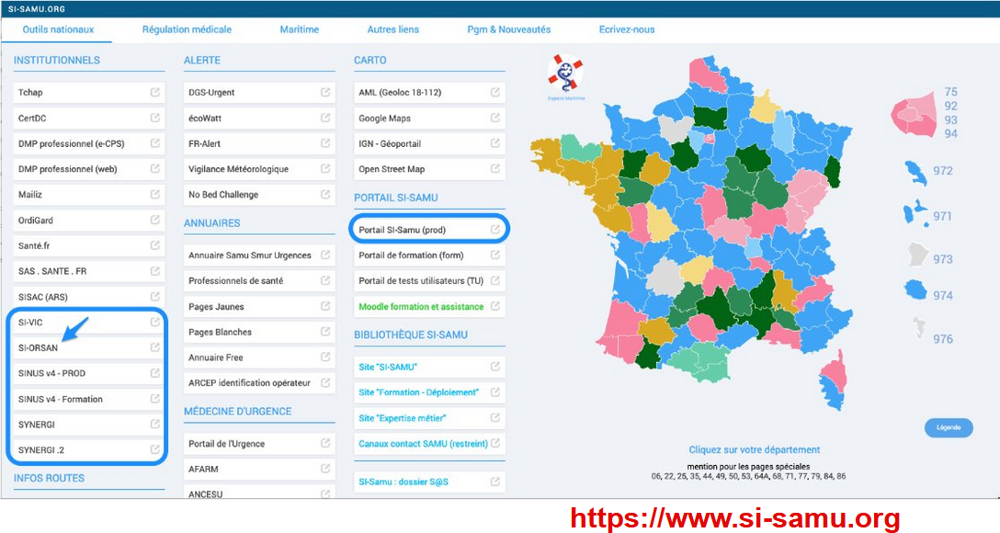 SI-SAMU.ORG
Outils nationaux
Régulation médicale
Maritime
Autres liens
Pgm & Nouveautés
Ecrivez-nous
INSTITUTIONNELS
Tchap
CertDC
DMP professionnel (e-CPS)
DMP professionnel (web)
Mailiz
OrdiGard
Santé.fr
SAS . SANTE . FR
SISAC (ARS)
SI-VIC
SI-ORSAN
SINUS v4 - PROD
SINUS v4 - Formation
SYNERGI
SYNERGI .2
INFOS ROUTES
ALERTE
DGS-Urgent
écoWatt
FR-Alert
Vigilance Météorologique
No Bed Challenge
ANNUAIRES
Annuaire Samu Smur Urgences
Professionnels de santé
Pages Jaunes
Pages Blanches
Annuaire Free
ARCEP identification opérateur
MÉDECINE D'URGENCE
Portail de l'Urgence
AFARM
ANCESU
CARTO
AML (Geoloc 18-112)
Google Maps
IGN - Géoportail
Open Street Map
PORTAIL SI-SAMU
Portail SI-Samu (prod)
Portail de formation (form)
Portail de tests utilisateurs (TU)
Moodle formation et assistance
BIBLIOTHÈQUE SI-SAMU
Site "SI-SAMU"
Site "Formation - Déploiement"
Site "Expertise métier"
Canaux contact SAMU (restreint)
SI-Samu : dossier S@S
Espace Maritime
75
92
93
94
972
971
973
974
976
Légende
Cliquez sur votre département
mention pour les pages spéciales
06, 22, 25, 35, 44, 49, 50, 53, 64A, 68, 71, 77, 79, 84, 86
https://www.si-samu.org